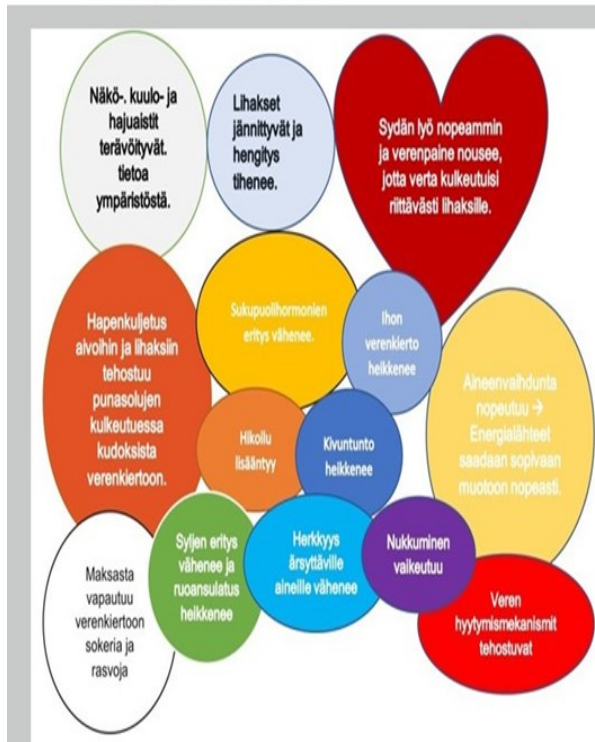 Näkö-. kuulo- ja
hajuaistit
terävöityvät.
tietoa
ympäristöstä.
Lihakset
jännittyvät ja
hengitys
tihenee.
Sydän lyö nopeammin
ja verenpaine nousee,
jotta verta kulkeutuisi
riittävästi lihaksille.
Hapenkuljetus
aivoihin ja lihaksiin
tehostuu
punasolujen
kulkeutuessa
kudoksista
verenkiertoon.
Sukupuolihormonien
eritys vähenee.
Ihon
verenkierto
heikkenee
Aineenvaihdunta
nopeutuu →
Energialähteet
saadaan sopivaan
muotoon nopeasti.
Hikoilu
lisääntyy
Kivuntunto
heikkenee
Maksasta
vapautuu
verenkiertoon
sokeria ja
rasvoja
Syljen eritys
vähenee ja
ruoansulatus
heikkenee
Herkkyys
ärsyttäville
aineille vähenee
Nukkuminen
vaikeutuu
Veren
hyytymismekanismit
tehostuvat